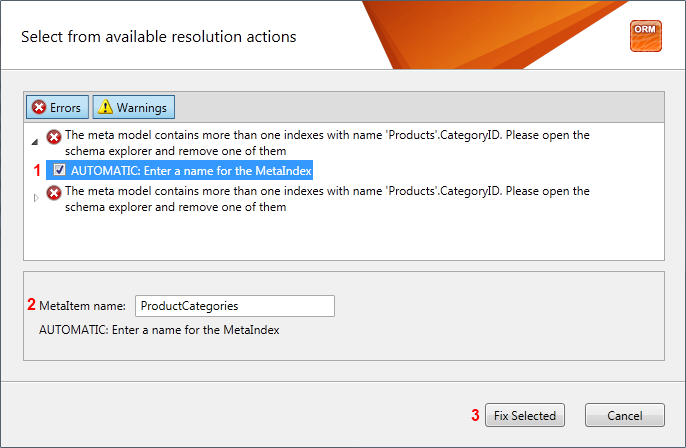 Select from available resolution actions
ORM
Errors Warnings
The meta model contains more than one indexes with name 'Products'.CategoryID. Please open the
schema explorer and remove one of them
1 AUTOMATIC: Enter a name for the MetaIndex
The meta model contains more than one indexes with name 'Products'.CategoryID. Please open the
schema explorer and remove one of them
2 MetaItem name: ProductCategories
AUTOMATIC: Enter a name for the MetaIndex
3 Fix Selected Cancel